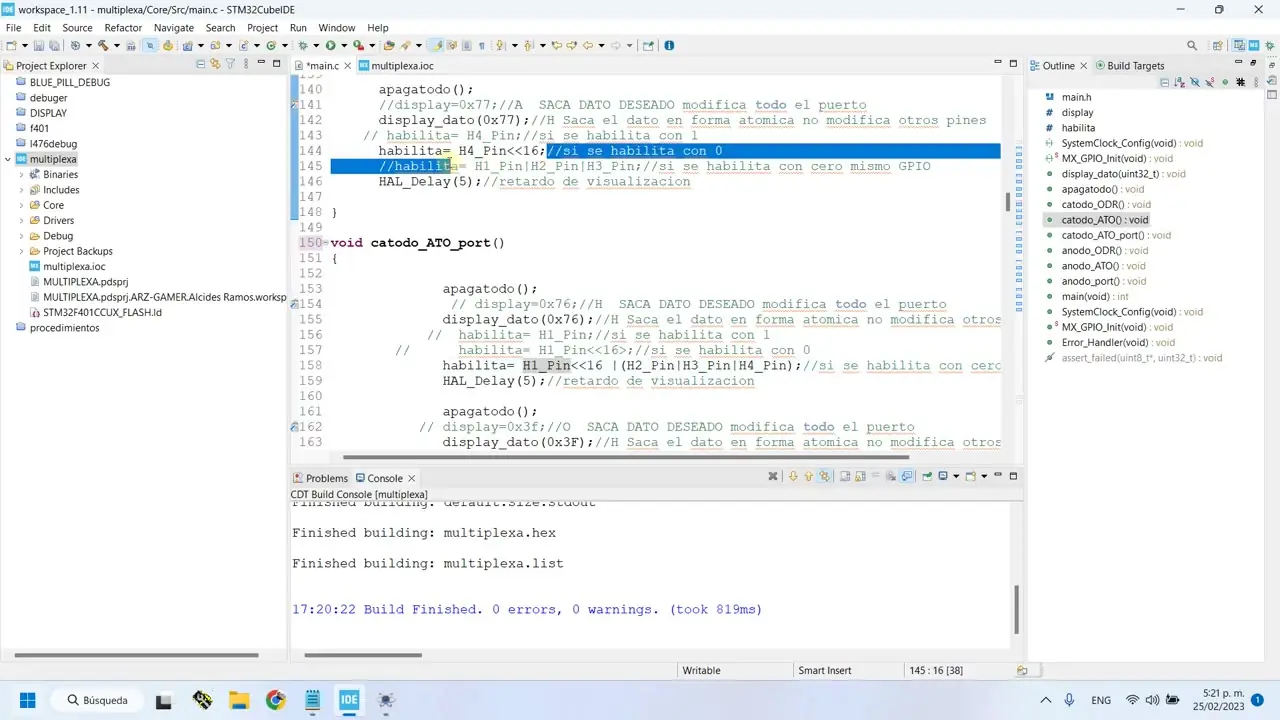 workspace_1.11 - multiplexa/Core/Src/main.c - STM32CubeIDE
File Edit Source Refactor Navigate Search Project Run Window Help
Project Explorer
BLUE_PILL_DEBUG
debuger
DISPLAY
f401
l476debug
multiplexa
Binaries
Includes
Core
Drivers
Debug
Project Backups
multiplexa.ioc
MULTIPLEXA.pdsprj
MULTIPLEXA.pdsprj.ARZ-GAMER.Alcides Ramos.worksp
STM32F401CCUX_FLASH.ld
procedimientos
*main.c multiplexa.ioc
140 apagatodo();
141 //display=0x77;//A SACA DATO DESEADO modifica todo el puerto
142 display_dato(0x77);//H Saca el dato en forma atomica no modifica otros pines
143 // habilita= H4_Pin;//si se habilita con 1
144 habilita= H4_Pin<<16;//si se habilita con 0
145 //habilita= H1_Pin|H2_Pin|H3_Pin;//si se habilita con cero mismo GPIO
146 HAL_Delay(5);//retardo de visualizacion
147
148 }
149
150 void catodo_ATO_port()
151 {
152
153 apagatodo();
154 // display=0x76;//H SACA DATO DESEADO modifica todo el puerto
155 display_dato(0x76);//H Saca el dato en forma atomica no modifica otros
156 // habilita= H1_Pin;//si se habilita con 1
157 // habilita= H1_Pin<<16>;//si se habilita con 0
158 habilita= H1_Pin<<16 |(H2_Pin|H3_Pin|H4_Pin);//si se habilita con cero
159 HAL_Delay(5);//retardo de visualizacion
160
161 apagatodo();
162 // display=0x3f;//O SACA DATO DESEADO modifica todo el puerto
163 display_dato(0x3F);//H Saca el dato en forma atomica no modifica otros
Problems Console
CDT Build Console [multiplexa]
Finished building: default.size.stdout
Finished building: multiplexa.hex
Finished building: multiplexa.list
17:20:22 Build Finished. 0 errors, 0 warnings. (took 819ms)
Outline Build Targets
main.h
display
habilita
SystemClock_Config(void) : void
MX_GPIO_Init(void) : void
display_dato(uint32_t) : void
apagatodo() : void
catodo_ODR() : void
catodo_ATO() : void
catodo_ATO_port() : void
anodo_ODR() : void
anodo_ATO() : void
anodo_port() : void
main(void) : int
SystemClock_Config(void) : void
MX_GPIO_Init(void) : void
Error_Handler(void) : void
assert_failed(uint8_t*, uint32_t) : void
Writable Smart Insert 145 : 16 [38]
Búsqueda
IDE
ENG
5:21 p. m.
25/02/2023
1